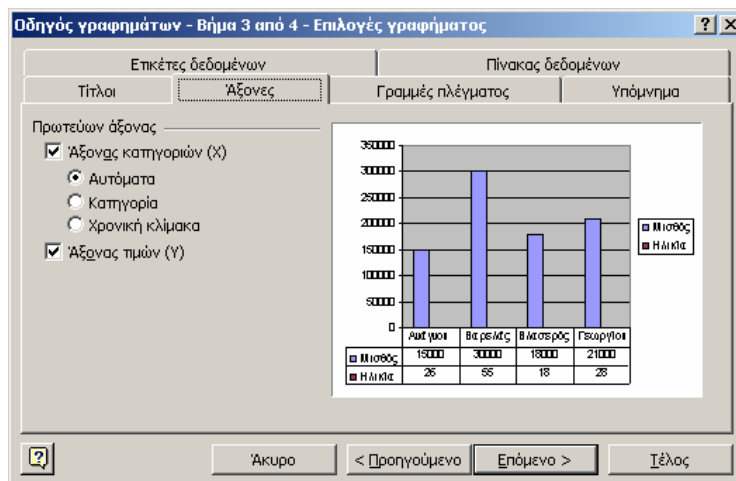 Οδηγός γραφημάτων - Βήμα 3 από 4 - Επιλογές γραφήματος
Ετικέτες δεδομένων
Πίνακας δεδομένων
Τίτλοι
Άξονες
Γραμμές πλέγματος
Υπόμνημα
Πρωτεύων άξονας
Άξονας κατηγοριών (X)
Αυτόματα
Κατηγορία
Χρονική κλίμακα
Άξονας τιμών (Y)
350000
300000
250000
200000
150000
100000
50000
0
Μισθός
Ηλικία
Βαρελάς Βλασερός Γεωργίου
Μισθός 15000 30000 18000 21000
Ηλικία 26 55 18 28
Άκυρο
< Προηγούμενο
Επόμενο >
Τέλος